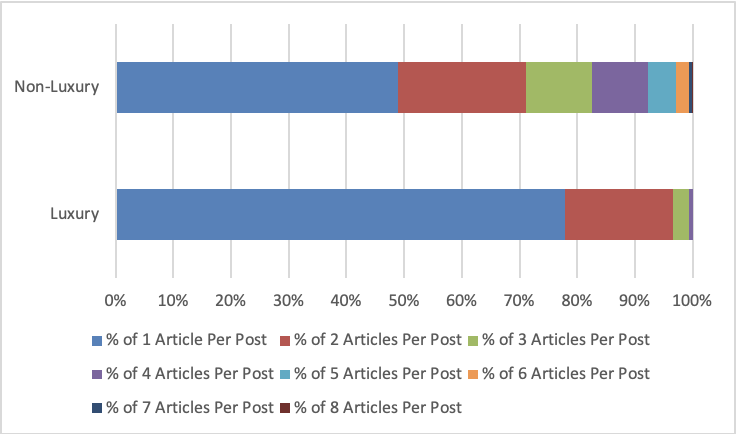 Non-Luxury
Luxury
0% 10% 20% 30% 40% 50% 60% 70% 80% 90% 100%
% of 1 Article Per Post % of 2 Articles Per Post % of 3 Articles Per Post
% of 4 Articles Per Post % of 5 Articles Per Post % of 6 Articles Per Post
% of 7 Articles Per Post % of 8 Articles Per Post